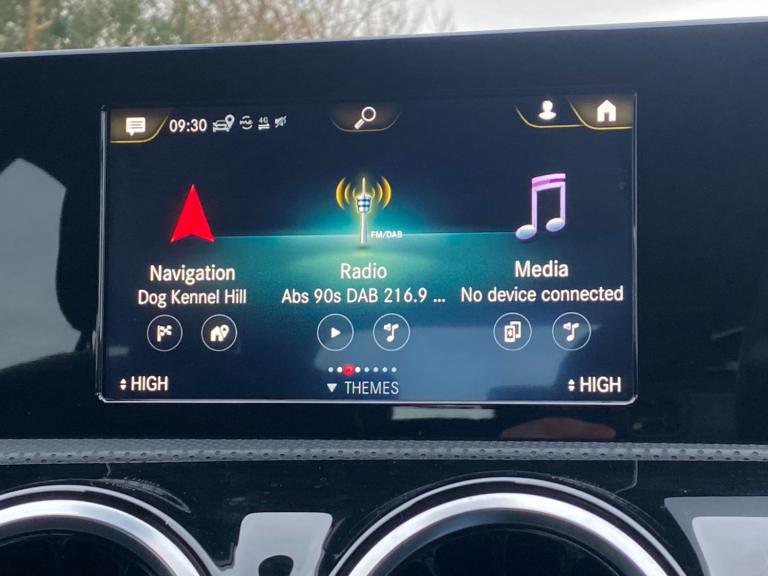 09:30 4G
FM/DAB
Navigation Radio Media
Dog Kennel Hill Abs 90s DAB 216.9 ... No device connected
HIGH THEMES HIGH